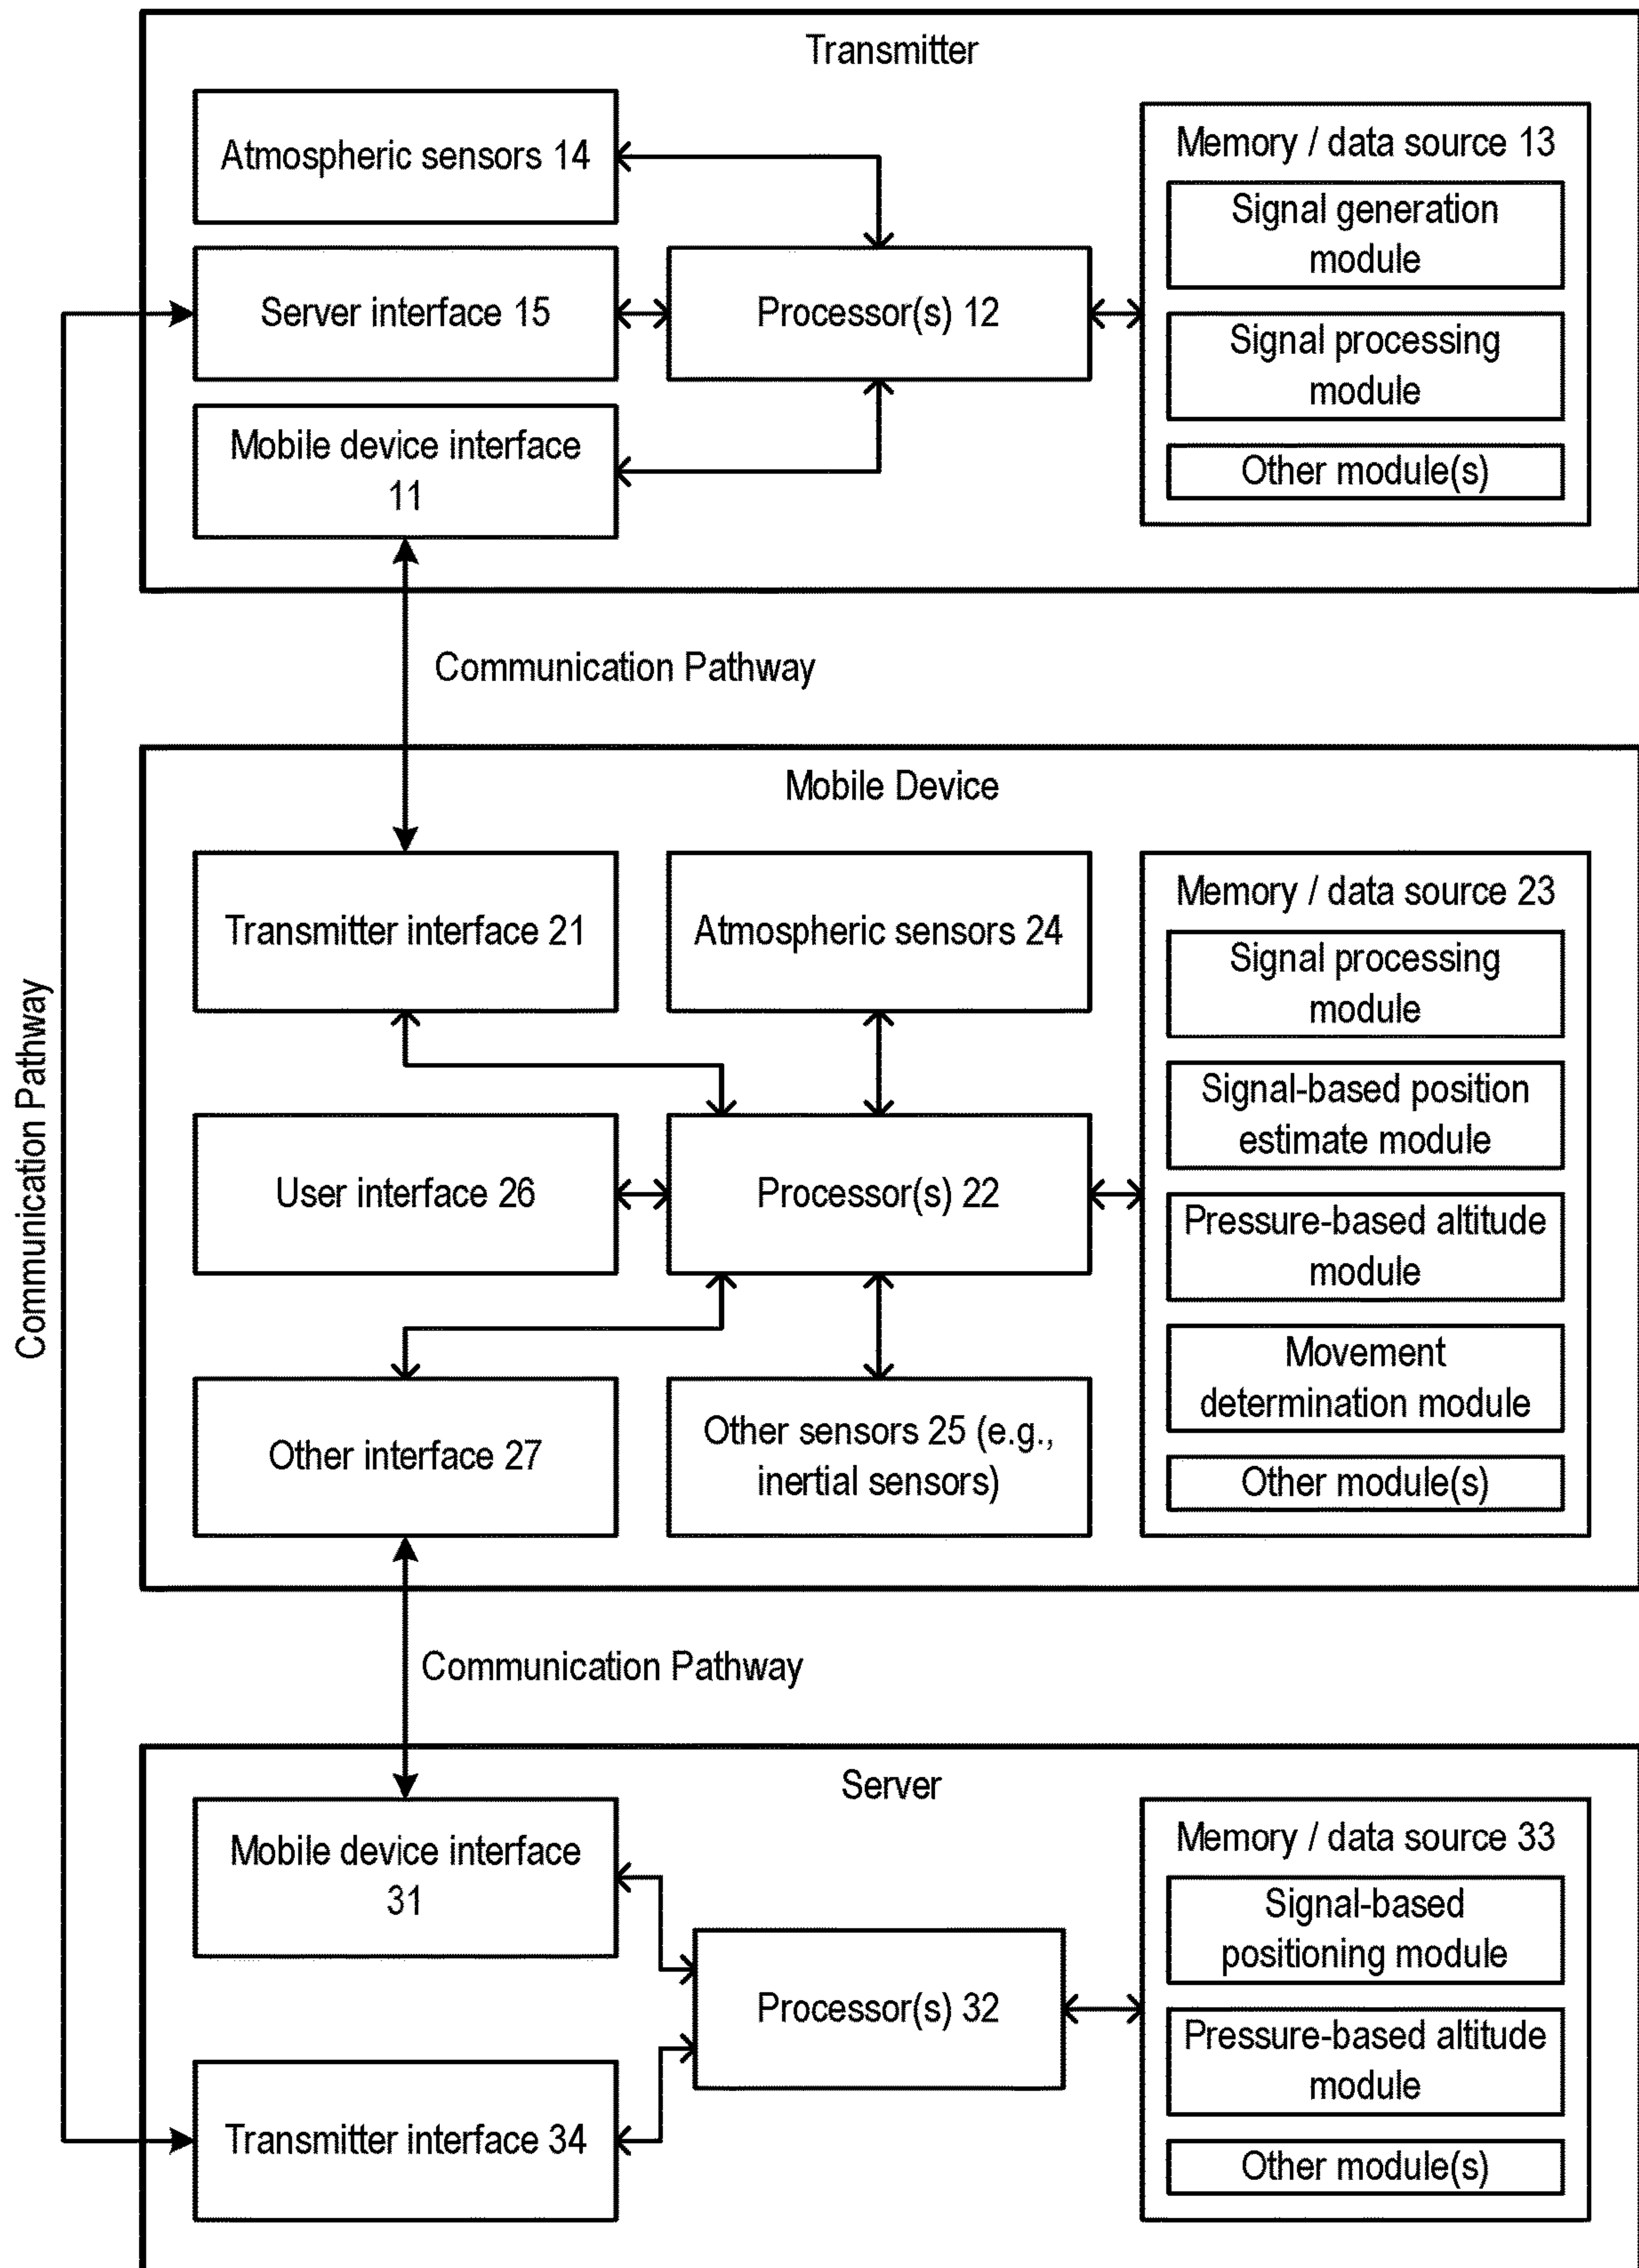 Transmitter
Atmospheric sensors 14
Server interface 15
Mobile device interface
11
Processor(s) 12
Memory / data source 13
Signal generation
module
Signal processing
module
Other module(s)
Communication Pathway
Communication Pathway
Mobile Device
Transmitter interface 21
Atmospheric sensors 24
User interface 26
Processor(s) 22
Other interface 27
Other sensors 25 (e.g.,
inertial sensors)
Memory / data source 23
Signal processing
module
Signal-based position
estimate module
Pressure-based altitude
module
Movement
determination module
Other module(s)
Communication Pathway
Server
Mobile device interface
31
Transmitter interface 34
Processor(s) 32
Memory / data source 33
Signal-based
positioning module
Pressure-based altitude
module
Other module(s)